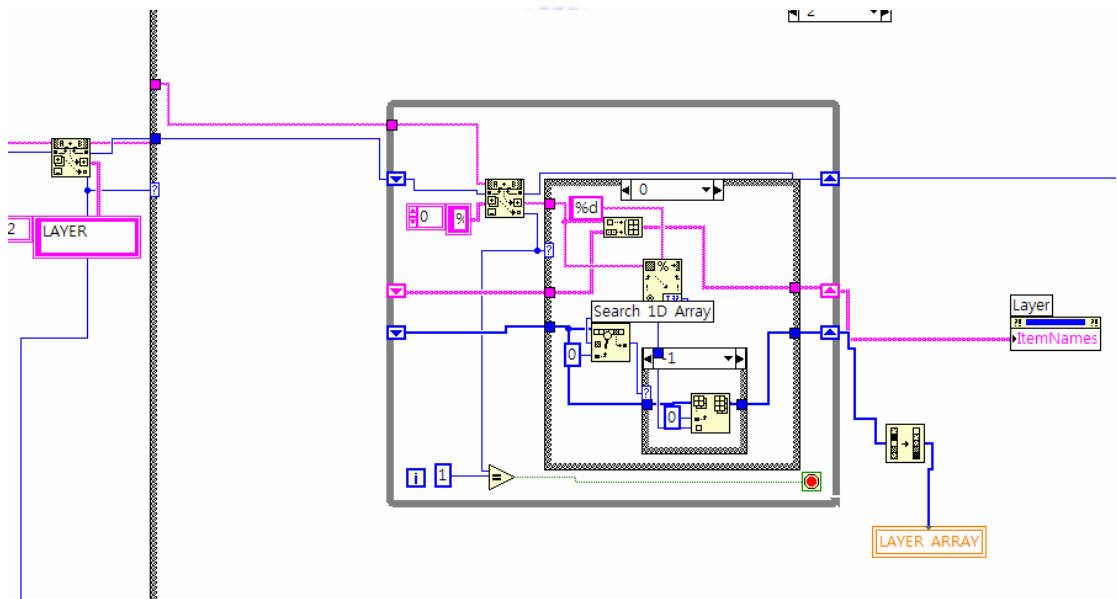 2
LAYER
0
%
0
%d
Search 1D Array
0
-1
0
i
1
=
Layer
ItemNames
LAYER ARRAY